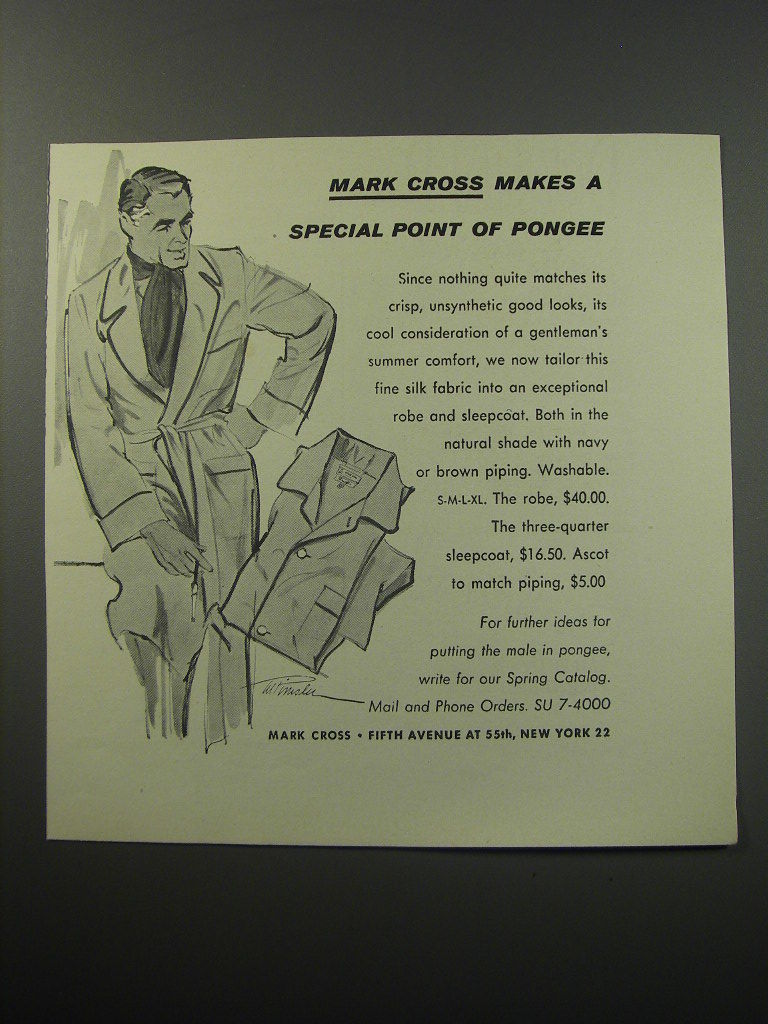 MARK CROSS MAKES A
SPECIAL POINT OF PONGEE
Since nothing quite matches its
crisp, unsynthetic good looks, its
cool consideration of a gentleman's
summer comfort, we now tailor this
fine silk fabric into an exceptional
robe and sleepcoat. Both in the
natural shade with navy
or brown piping. Washable.
S-M-L-XL. The robe, $40.00.
The three-quarter
sleepcoat, $16.50. Ascot
to match piping, $5.00
For further ideas for
putting the male in pongee,
write for our Spring Catalog.
Mail and Phone Orders. SU 7-4000
MARK CROSS • FIFTH AVENUE AT 55th, NEW YORK 22